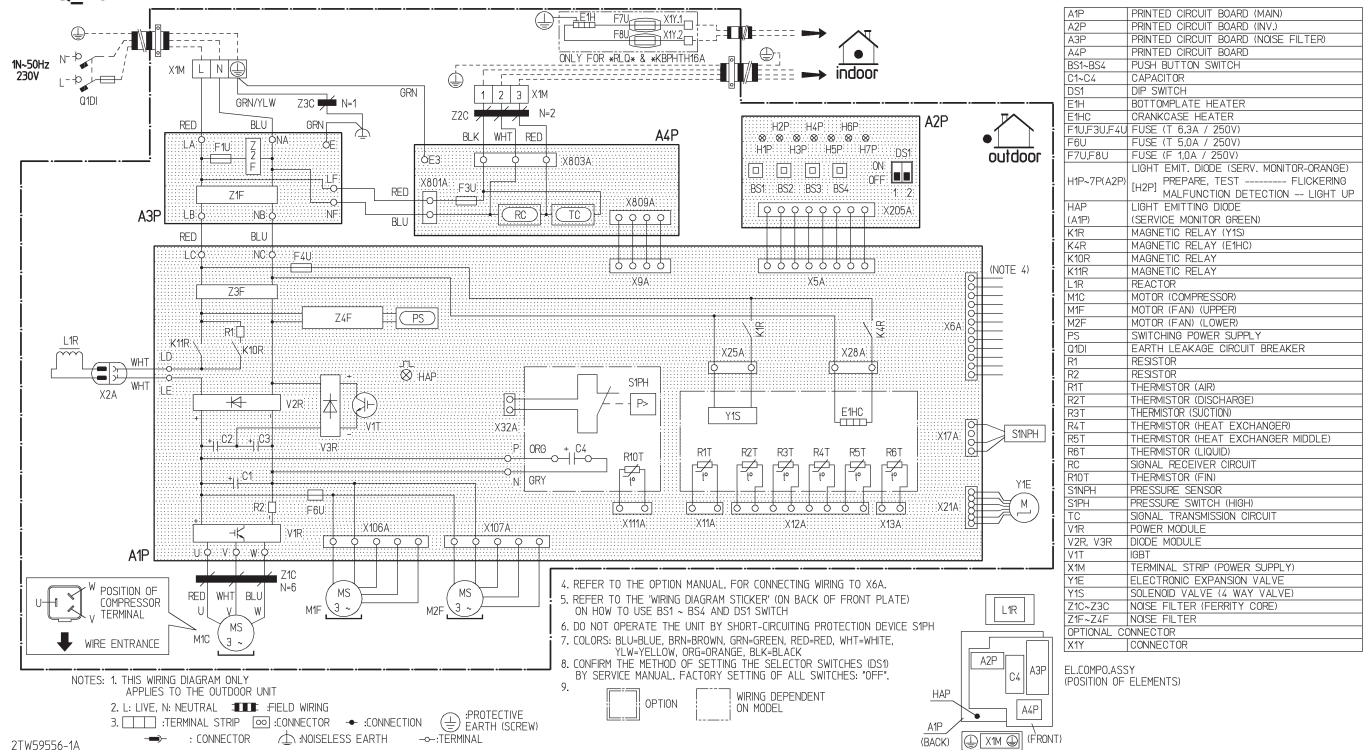 1N~50Hz
230V
N
L
Q1DI
X1M
L N
GRN/YLW
Z3C N=1
GRN
GRN
RED
BLU
LA
NA
E
F1U
Z2F
Z1F
LF
NF
A3P
LB
NB
RED
BLU
E1H
F7U
F8U
X1Y.1
X1Y.2
ONLY FOR *RLQ* & *KBPHTH16A
indoor
1 2 3
X1M
Z2C
N=2
BLK WHT RED
A4P
E3
X803A
X801A
F3U
RC
TC
X809A
RED
BLU
A2P
H2P H4P H6P
H1P H3P H5P H7P
DS1
ON
OFF
1 2
BS1 BS2 BS3 BS4
X205A
outdoor
LC
NC
F4U
X9A
X5A
(NOTE 4)
X6A
Z3F
Z4F
PS
R1
K11R
K10R
K1R
K4R
L1R
WHT
WHT
X2A
LD
LE
HAP
X25A
X28A
V2R
V3R
V1T
C2
C3
S1PH
P>
X32A
P
ORG
C4
N
GRY
R10T
t°
X111A
Y1S
E1HC
R1T
R2T
R3T
R4T
R5T
R6T
t°
t°
t°
t°
t°
t°
X11A
X12A
X13A
X17A
S1NPH
X21A
Y1E
M
C1
R2
F6U
V1R
X106A
X107A
A1P
U V W
Z1C
N=6
RED WHT BLU
U V W
M1C
MS
3 ~
M1F
MS
3 ~
M2F
MS
3 ~
W
U
V
POSITION OF
COMPRESSOR
TERMINAL
WIRE ENTRANCE
NOTES: 1. THIS WIRING DIAGRAM ONLY
APPLIES TO THE OUTDOOR UNIT
2. L: LIVE, N: NEUTRAL :FIELD WIRING
3. :TERMINAL STRIP :CONNECTOR :CONNECTION :PROTECTIVE
EARTH (SCREW)
: CONNECTOR :NOISELESS EARTH :TERMINAL
4. REFER TO THE OPTION MANUAL, FOR CONNECTING WIRING TO X6A.
5. REFER TO THE 'WIRING DIAGRAM STICKER' (ON BACK OF FRONT PLATE)
ON HOW TO USE BS1 ~ BS4 AND DS1 SWITCH
6. DO NOT OPERATE THE UNIT BY SHORT-CIRCUITING PROTECTION DEVICE S1PH
7. COLORS: BLU=BLUE, BRN=BROWN, GRN=GREEN, RED=RED, WHT=WHITE,
YLW=YELLOW, ORG=ORANGE, BLK=BLACK
8. CONFIRM THE METHOD OF SETTING THE SELECTOR SWITCHES (DS1)
BY SERVICE MANUAL. FACTORY SETTING OF ALL SWITCHES: "OFF".
9. OPTION
WIRING DEPENDENT
ON MODEL
2TW59556-1A
A1P PRINTED CIRCUIT BOARD (MAIN)
A2P PRINTED CIRCUIT BOARD (INV.)
A3P PRINTED CIRCUIT BOARD (NOISE FILTER)
A4P PRINTED CIRCUIT BOARD
BS1~BS4 PUSH BUTTON SWITCH
C1~C4 CAPACITOR
DS1 DIP SWITCH
E1H BOTTOMPLATE HEATER
E1HC CRANKCASE HEATER
F1U,F3U,F4U FUSE (T 6,3A / 250V)
F6U FUSE (T 5,0A / 250V)
F7U,F8U FUSE (F 1,0A / 250V)
H1P~7P(A2P) LIGHT EMIT. DIODE (SERV. MONITOR-ORANGE)
[H2P] PREPARE, TEST --------- FLICKERING
MALFUNCTION DETECTION -- LIGHT UP
HAP LIGHT EMITTING DIODE
(A1P) (SERVICE MONITOR GREEN)
K1R MAGNETIC RELAY (Y1S)
K4R MAGNETIC RELAY (E1HC)
K10R MAGNETIC RELAY
K11R MAGNETIC RELAY
L1R REACTOR
M1C MOTOR (COMPRESSOR)
M1F MOTOR (FAN) (UPPER)
M2F MOTOR (FAN) (LOWER)
PS SWITCHING POWER SUPPLY
Q1DI EARTH LEAKAGE CIRCUIT BREAKER
R1 RESISTOR
R2 RESISTOR
R1T THERMISTOR (AIR)
R2T THERMISTOR (DISCHARGE)
R3T THERMISTOR (SUCTION)
R4T THERMISTOR (HEAT EXCHANGER)
R5T THERMISTOR (HEAT EXCHANGER MIDDLE)
R6T THERMISTOR (LIQUID)
RC SIGNAL RECEIVER CIRCUIT
R10T THERMISTOR (FIN)
S1NPH PRESSURE SENSOR
S1PH PRESSURE SWITCH (HIGH)
TC SIGNAL TRANSMISSION CIRCUIT
V1R POWER MODULE
V2R, V3R DIODE MODULE
V1T IGBT
X1M TERMINAL STRIP (POWER SUPPLY)
Y1E ELECTRONIC EXPANSION VALVE
Y1S SOLENOID VALVE (4 WAY VALVE)
Z1C~Z3C NOISE FILTER (FERRITY CORE)
Z1F~Z4F NOISE FILTER
OPTIONAL CONNECTOR
X1Y CONNECTOR
EL.COMPO.ASSY
(POSITION OF ELEMENTS)
L1R
A2P
C4
A3P
A4P
HAP
A1P
(BACK)
X1M
(FRONT)